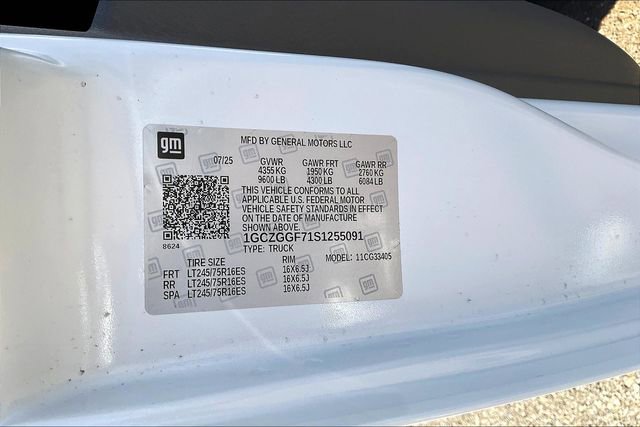 gm
MFD BY GENERAL MOTORS LLC
07/25 GVWR GAWR FRT GAWR RR
4355 KG 1950 KG 2760 KG
9600 LB 4300 LB 6084 LB
THIS VEHICLE CONFORMS TO ALL
APPLICABLE U.S. FEDERAL MOTOR
VEHICLE SAFETY STANDARDS IN EFFECT
ON THE DATE OF MANUFACTURE
SHOWN ABOVE.
1GCZGGF71S1255091
8624
TYPE: TRUCK MODEL: 11CG33405
TIRE SIZE RIM
FRT LT245/75R16ES 16X6.5J
RR LT245/75R16ES 16X6.5J
SPA LT245/75R16ES 16X6.5J